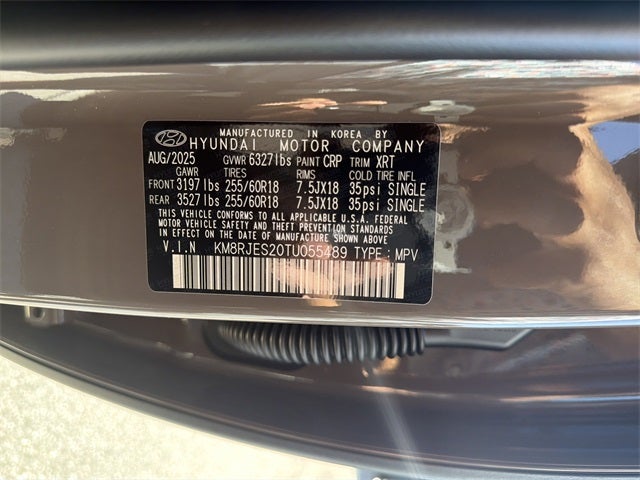 MANUFACTURED IN KOREA BY
HYUNDAI MOTOR COMPANY
AUG/2025 GVWR 6327lbs PAINT CRP TRIM XRT
GAWR TIRES RIMS COLD TIRE INFL
FRONT 3197lbs 255/60R18 7.5JX18 35psi SINGLE
REAR 3527lbs 255/60R18 7.5JX18 35psi SINGLE
THIS VEHICLE CONFORMS TO ALL APPLICABLE U.S.A. FEDERAL
MOTOR VEHICLE SAFETY AND THEFT PREVENTION STANDARDS
IN EFFECT ON THE DATE OF MANUFACTURE SHOWN ABOVE.
V.I.N KM8RJES20TU055489 TYPE : MPV